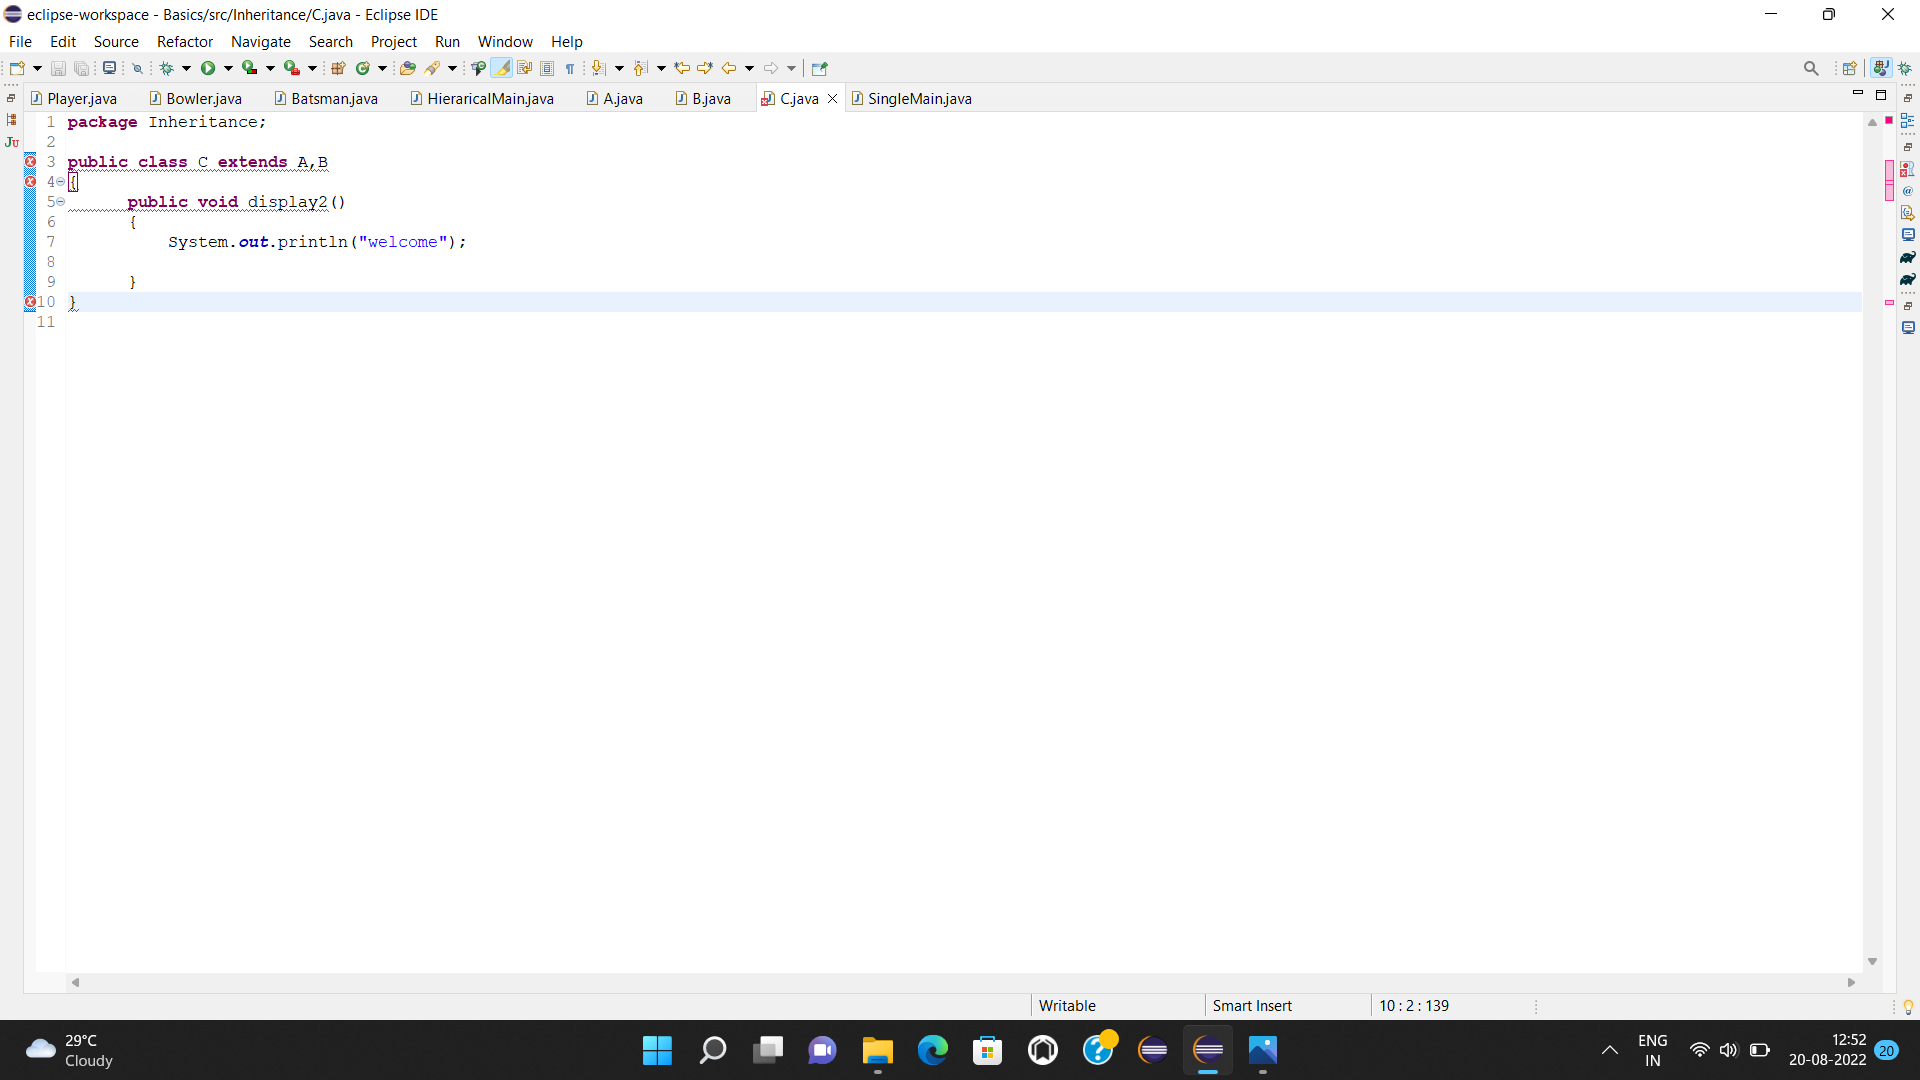 eclipse-workspace - Basics/src/Inheritance/C.java - Eclipse IDE
File Edit Source Refactor Navigate Search Project Run Window Help
Player.java Bowler.java Batsman.java HieraricalMain.java A.java B.java C.java SingleMain.java
1 package Inheritance;
2
3 public class C extends A,B
4 {
5 public void display2()
6 {
7 System.out.println("welcome");
8
9 }
10 }
11
Writable Smart Insert 10 : 2 : 139
29°C
Cloudy
ENG
IN
12:52
20-08-2022
20